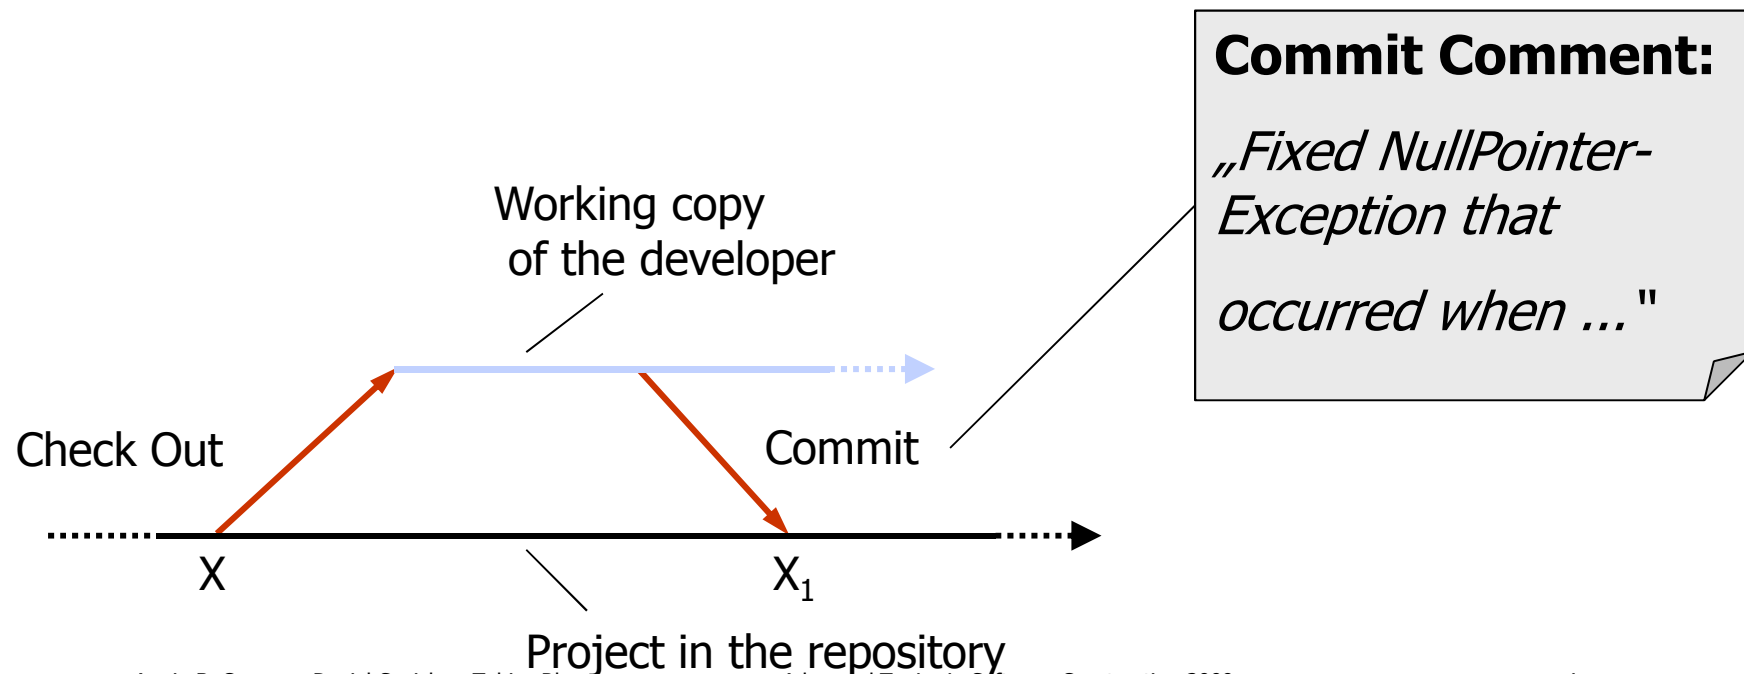 Commit Comment:
„Fixed NullPointer-
Exception that
occurred when ..."
Working copy
of the developer
Check Out
Commit
X
X1
Project in the repository